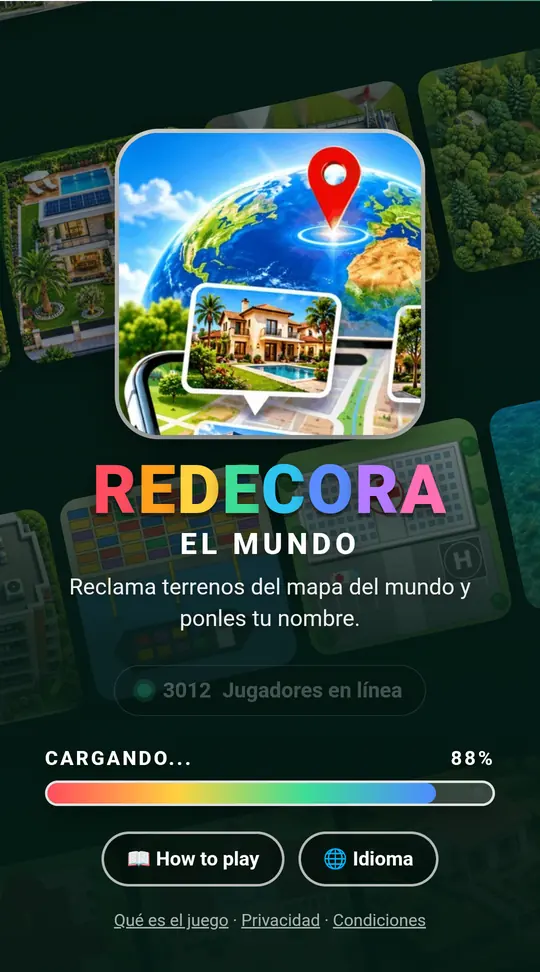 REDECORA
EL MUNDO
Reclama terrenos del mapa del mundo y
ponles tu nombre.
3012 Jugadores en línea
CARGANDO... 88%
📖 How to play 🌐 Idioma
Qué es el juego · Privacidad · Condiciones
H